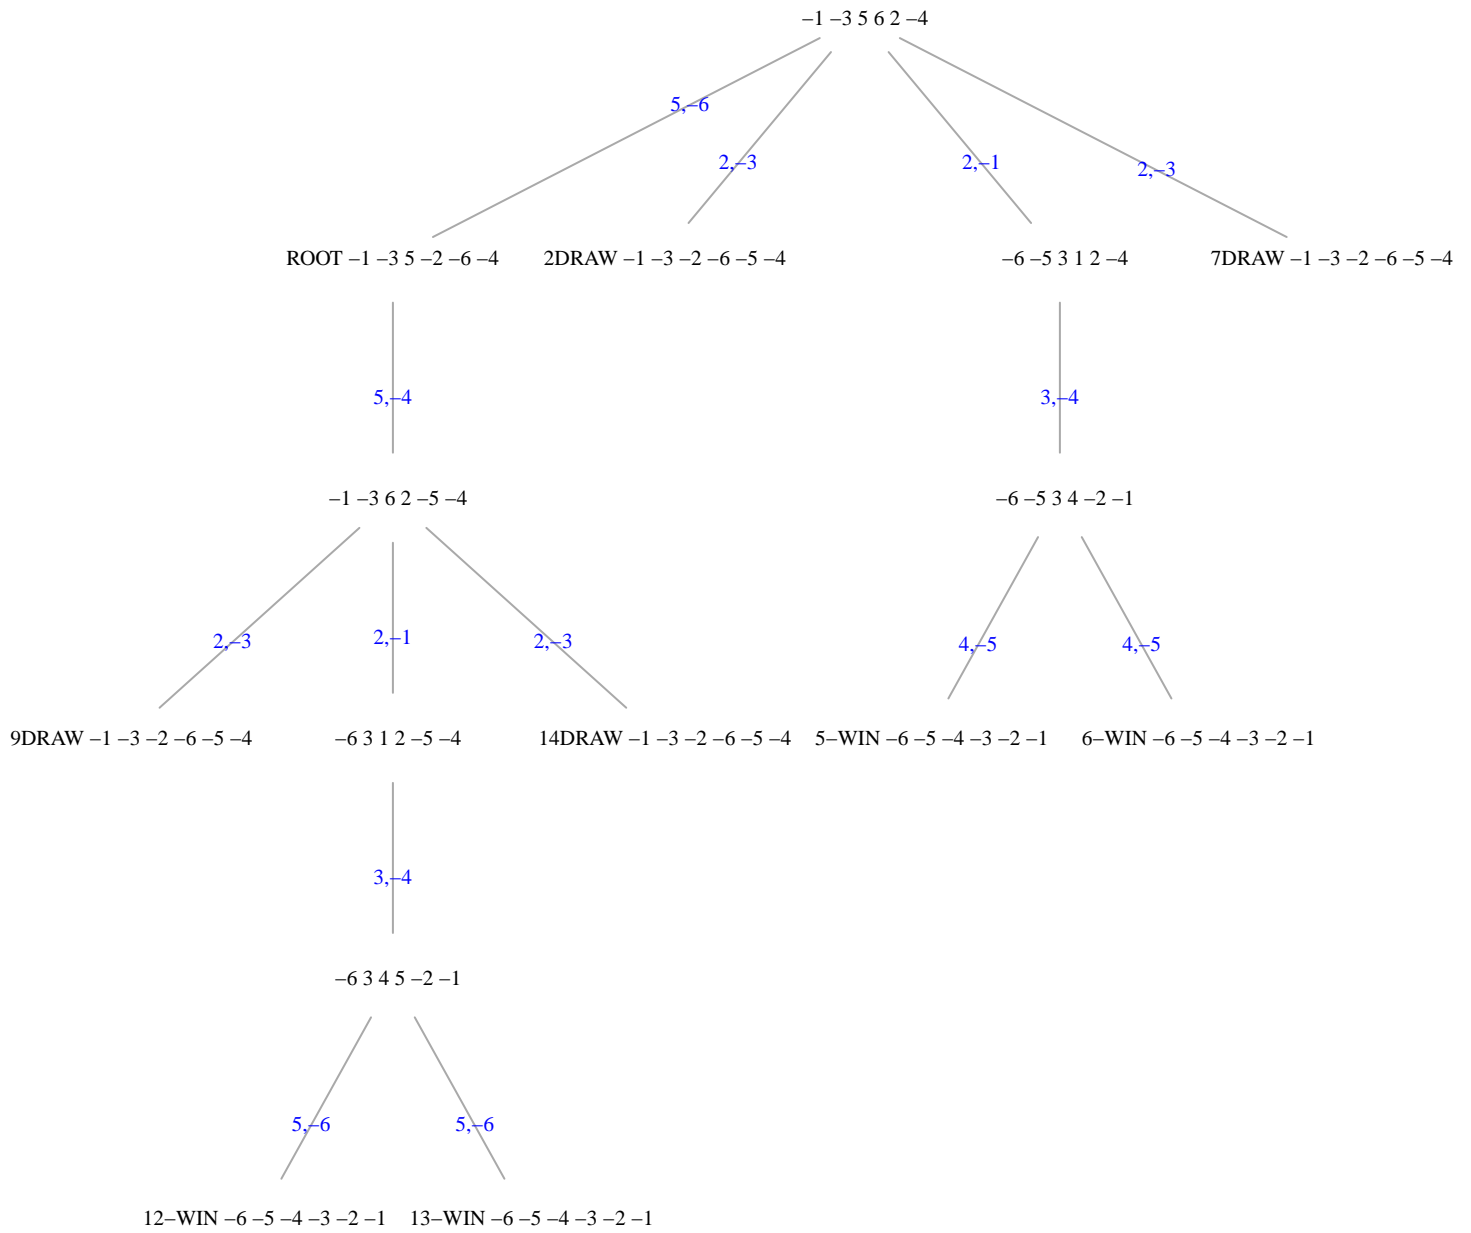 –1 –3 5 6 2 –4
5,–6
2,–3
2,–1
2,–3
ROOT –1 –3 5 –2 –6 –4
2DRAW –1 –3 –2 –6 –5 –4
–6 –5 3 1 2 –4
7DRAW –1 –3 –2 –6 –5 –4
5,–4
3,–4
–1 –3 6 2 –5 –4
–6 –5 3 4 –2 –1
2,–3
2,–1
2,–3
4,–5
4,–5
9DRAW –1 –3 –2 –6 –5 –4
–6 3 1 2 –5 –4
14DRAW –1 –3 –2 –6 –5 –4
5–WIN –6 –5 –4 –3 –2 –1
6–WIN –6 –5 –4 –3 –2 –1
3,–4
–6 3 4 5 –2 –1
5,–6
5,–6
12–WIN –6 –5 –4 –3 –2 –1
13–WIN –6 –5 –4 –3 –2 –1